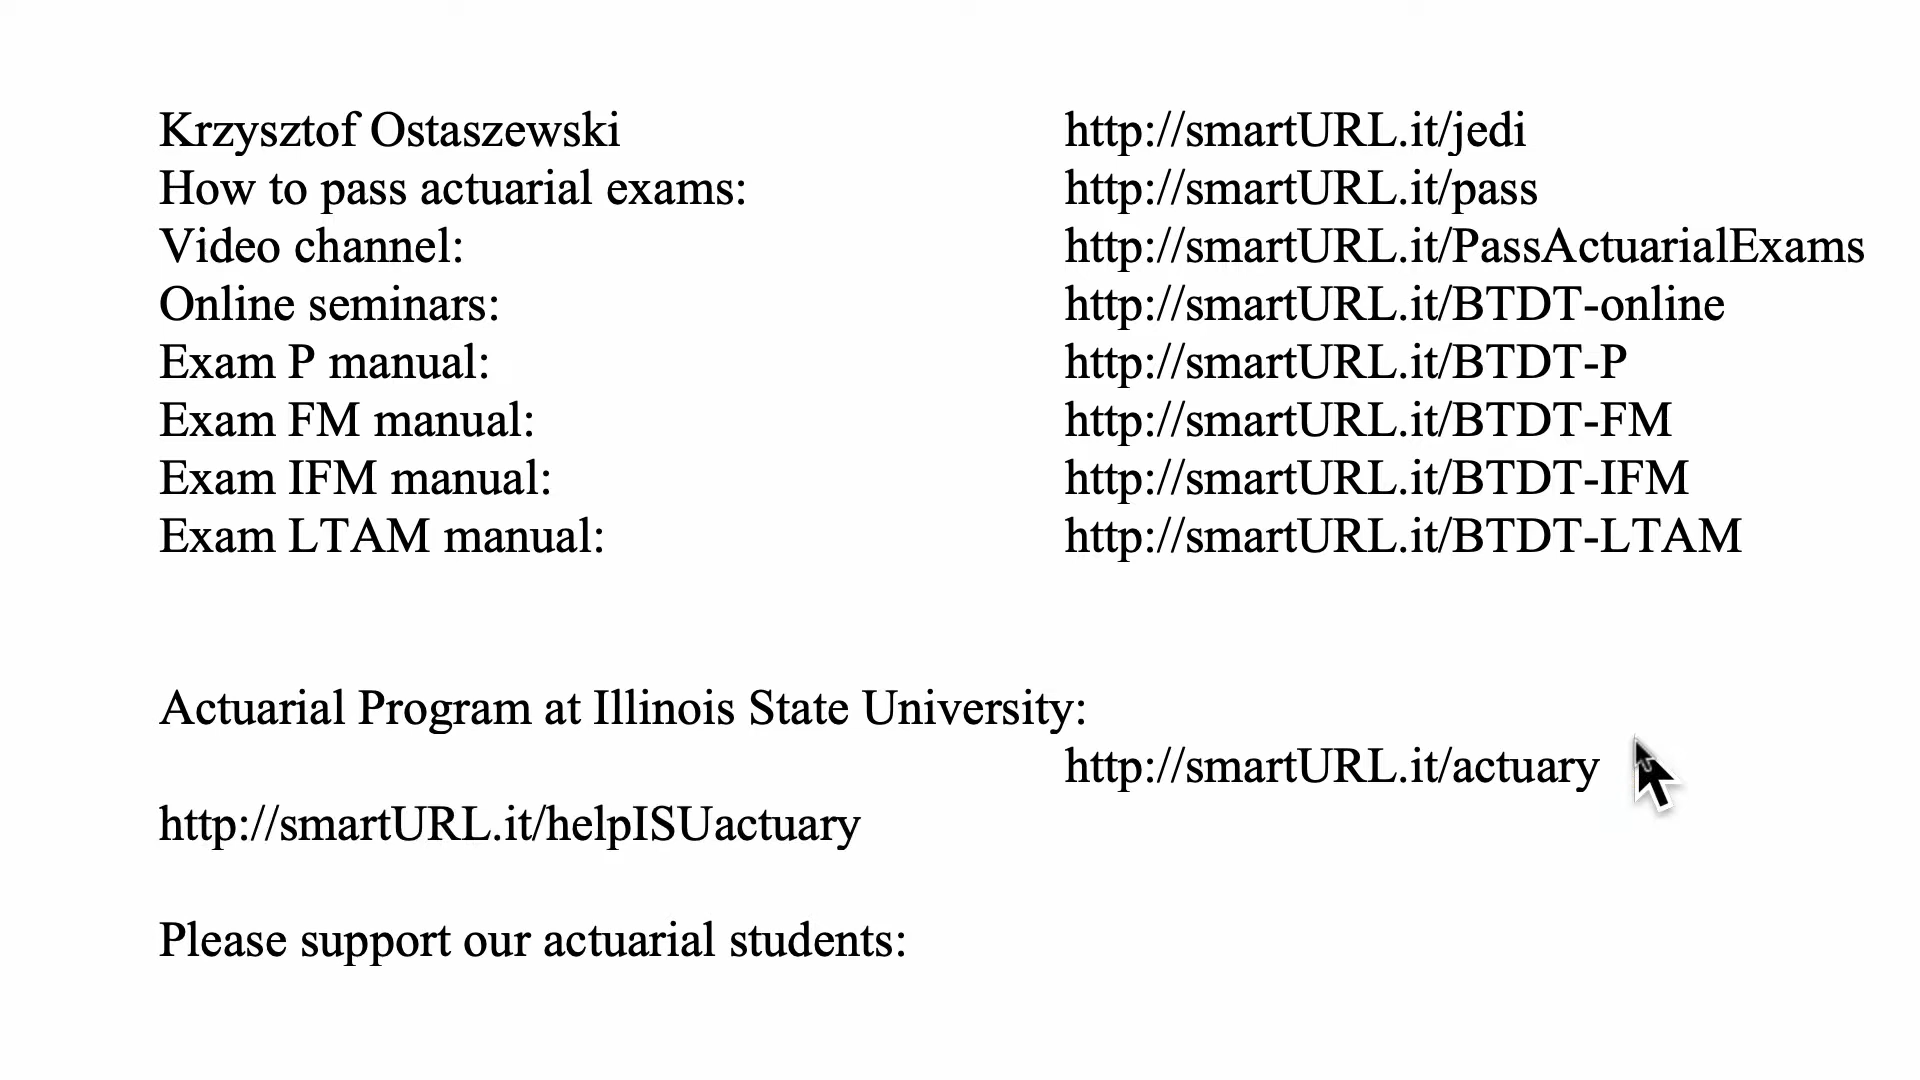 Krzysztof Ostaszewski http://smartURL.it/jedi
How to pass actuarial exams: http://smartURL.it/pass
Video channel: http://smartURL.it/PassActuarialExams
Online seminars: http://smartURL.it/BTDT-online
Exam P manual: http://smartURL.it/BTDT-P
Exam FM manual: http://smartURL.it/BTDT-FM
Exam IFM manual: http://smartURL.it/BTDT-IFM
Exam LTAM manual: http://smartURL.it/BTDT-LTAM
Actuarial Program at Illinois State University:
http://smartURL.it/actuary
http://smartURL.it/helpISUactuary
Please support our actuarial students: